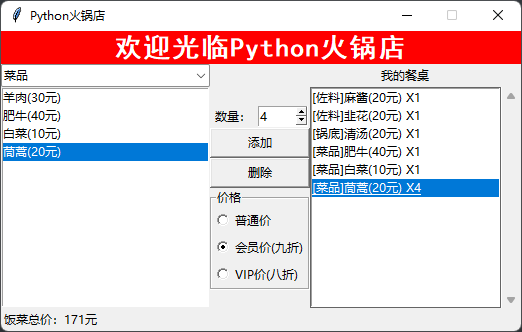 Python火锅店
欢迎光临Python火锅店
菜品
羊肉(30元)
肥牛(40元)
白菜(10元)
茼蒿(20元)
数量: 4
添加
删除
价格
普通价
会员价(九折)
VIP价(八折)
我的餐桌
[佐料]麻酱(20元) X1
[佐料]韭花(20元) X1
[锅底]清汤(20元) X1
[菜品]肥牛(40元) X1
[菜品]白菜(10元) X1
[菜品]茼蒿(20元) X4
饭菜总价：171元